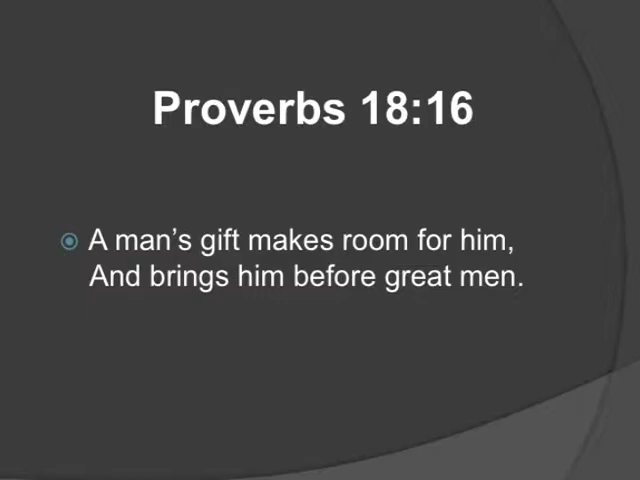 Proverbs 18:16
A man’s gift makes room for him,
And brings him before great men.